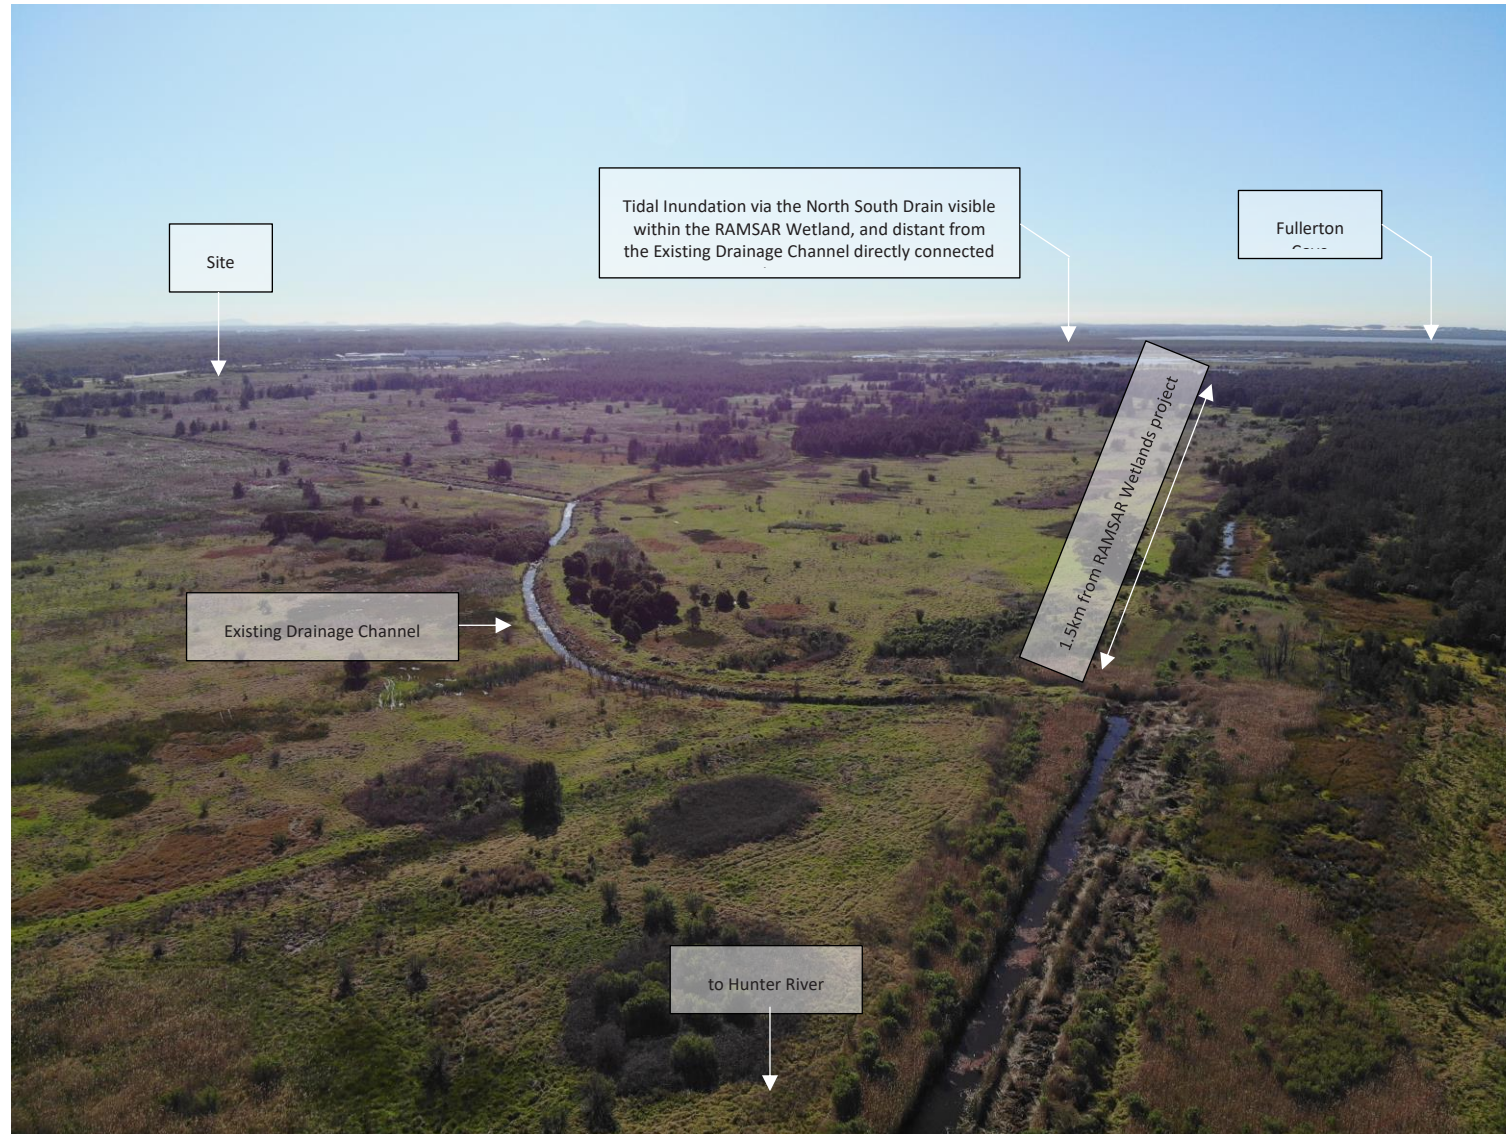 Site
Tidal Inundation via the North South Drain visible
within the RAMSAR Wetland, and distant from
the Existing Drainage Channel directly connected
Fullerton
1.5km from RAMSAR Wetlands project
Existing Drainage Channel
to Hunter River